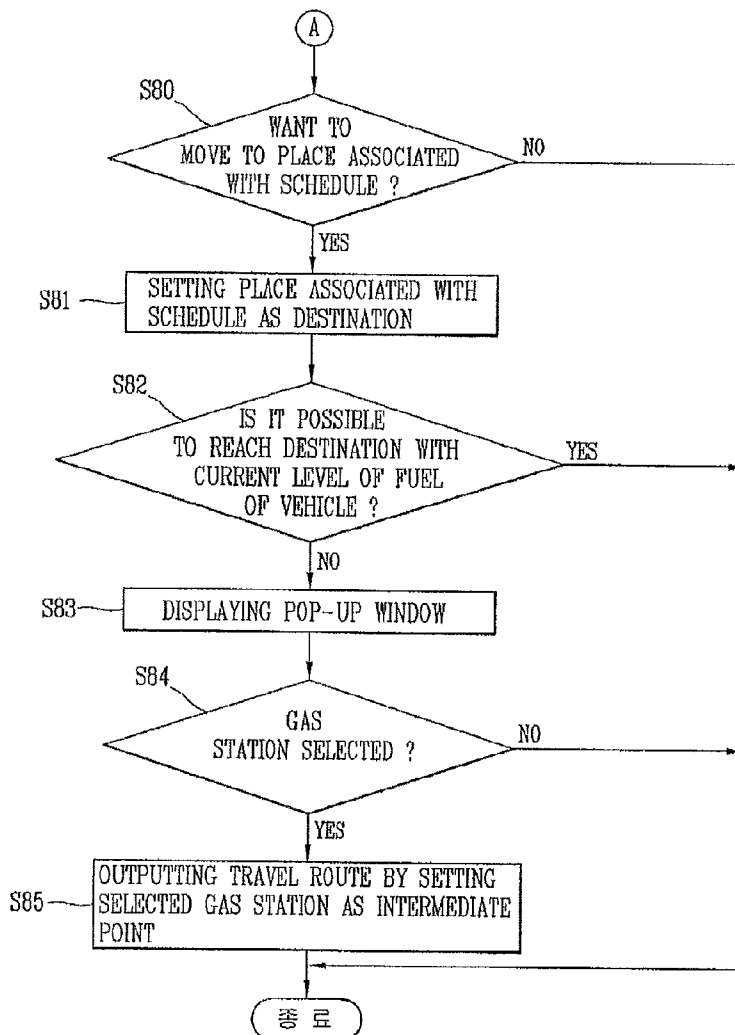 A
S80
WANT TO
MOVE TO PLACE ASSOCIATED
WITH SCHEDULE ?
NO
YES
S81
SETTING PLACE ASSOCIATED WITH
SCHEDULE AS DESTINATION
S82
IS IT POSSIBLE
TO REACH DESTINATION WITH
CURRENT LEVEL OF FUEL
OF VEHICLE ?
YES
NO
S83
DISPLAYING POP-UP WINDOW
S84
GAS
STATION SELECTED ?
NO
YES
S85
OUTPUTTING TRAVEL ROUTE BY SETTING
SELECTED GAS STATION AS INTERMEDIATE
POINT
종 료